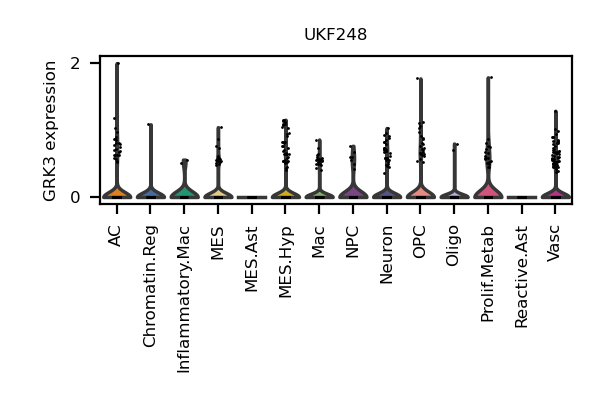 UKF248
GRK3 expression
2
0
AC
Chromatin.Reg
Inflammatory.Mac
MES
MES.Ast
MES.Hyp
Mac
NPC
Neuron
OPC
Oligo
Prolif.Metab
Reactive.Ast
Vasc